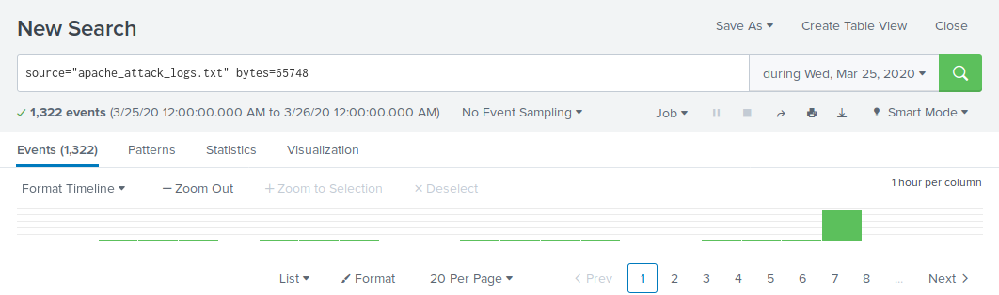 New Search
Save As Create Table View Close
source="apache_attack_logs.txt" bytes=65748
during Wed, Mar 25, 2020
1,322 events (3/25/20 12:00:00.000 AM to 3/26/20 12:00:00.000 AM) No Event Sampling Job Smart Mode
Events (1,322) Patterns Statistics Visualization
Format Timeline — Zoom Out + Zoom to Selection × Deselect 1 hour per column
List Format 20 Per Page < Prev 1 2 3 4 5 6 7 8 ... Next >